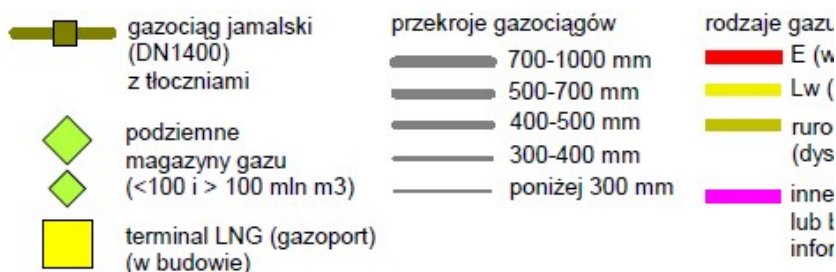 gazociąg jamalski
(DN1400)
z tłoczniami
podziemne
magazyny gazu
(<100 i > 100 mln m3)
terminal LNG (gazoport)
(w budowie)
przekroje gazociągów
700-1000 mm
500-700 mm
400-500 mm
300-400 mm
poniżej 300 mm
rodzaje gazu
E (w
Lw (
ruro
(dys
inne
lub b
infor